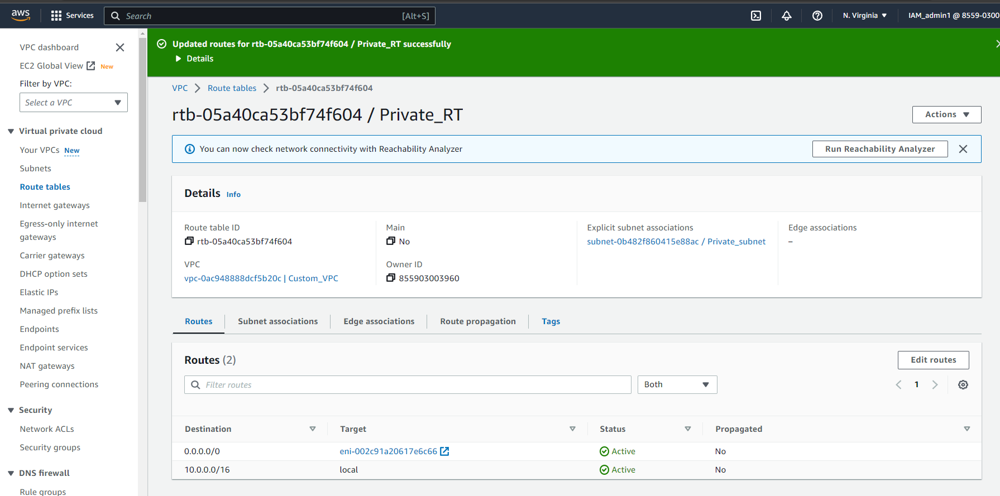 aws
Services
Search
[Alt+S]
N. Virginia
IAM_admin1 @ 8559-0300
VPC dashboard
EC2 Global View
New
Filter by VPC:
Select a VPC
Virtual private cloud
Your VPCs
New
Subnets
Route tables
Internet gateways
Egress-only internet
gateways
Carrier gateways
DHCP option sets
Elastic IPs
Managed prefix lists
Endpoints
Endpoint services
NAT gateways
Peering connections
Security
Network ACLs
Security groups
DNS firewall
Rule groups
Updated routes for rtb-05a40ca53bf74f604 / Private_RT successfully
Details
VPC
Route tables
rtb-05a40ca53bf74f604
rtb-05a40ca53bf74f604 / Private_RT
Actions
You can now check network connectivity with Reachability Analyzer
Run Reachability Analyzer
Details
Info
Route table ID
rtb-05a40ca53bf74f604
Main
No
Explicit subnet associations
subnet-0b482f860415e88ac / Private_subnet
Edge associations
–
VPC
vpc-0ac948888dcf5b20c | Custom_VPC
Owner ID
855903003960
Routes
Subnet associations
Edge associations
Route propagation
Tags
Routes (2)
Edit routes
Filter routes
Both
1
Destination
Target
Status
Propagated
0.0.0.0/0
eni-002c91a20617e6c66
Active
No
10.0.0.0/16
local
Active
No